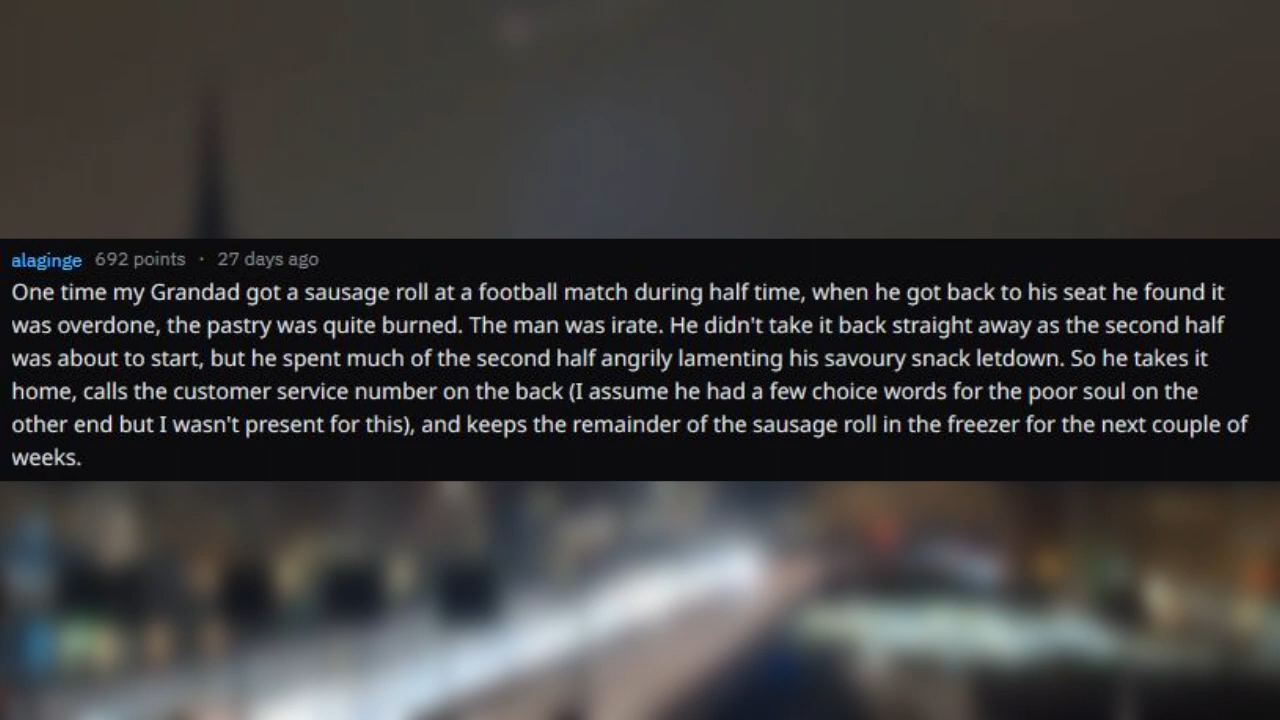 alaginge 692 points · 27 days ago
One time my Grandad got a sausage roll at a football match during half time, when he got back to his seat he found it
was overdone, the pastry was quite burned. The man was irate. He didn't take it back straight away as the second half
was about to start, but he spent much of the second half angrily lamenting his savoury snack letdown. So he takes it
home, calls the customer service number on the back (I assume he had a few choice words for the poor soul on the
other end but I wasn't present for this), and keeps the remainder of the sausage roll in the freezer for the next couple of
weeks.